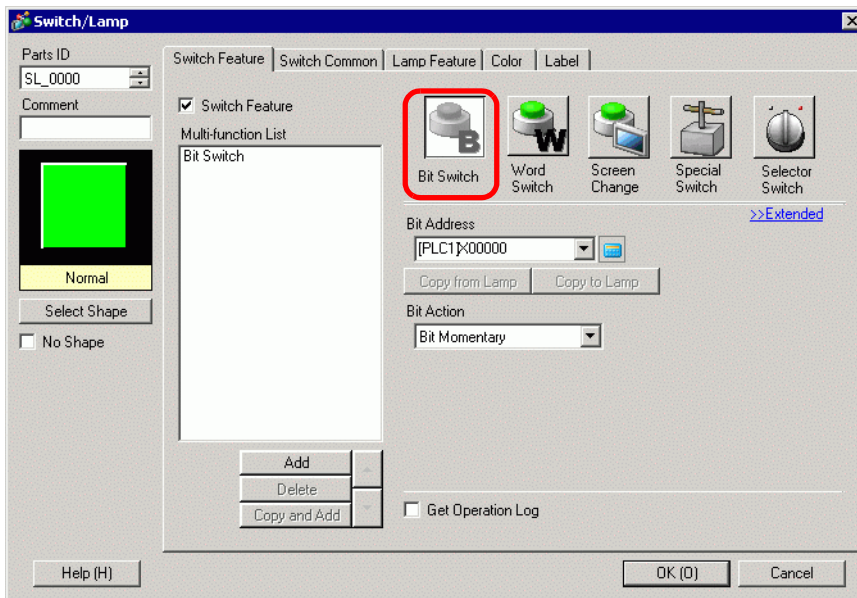 Switch/Lamp
Parts ID
SL_0000
Comment
Normal
Select Shape
No Shape
Switch Feature
Switch Common
Lamp Feature
Color
Label
Switch Feature
Multi-function List
Bit Switch
Add
Delete
Copy and Add
Bit Switch
Word
Switch
Screen
Change
Special
Switch
Selector
Switch
>>Extended
Bit Address
[PLC1]X00000
Copy from Lamp
Copy to Lamp
Bit Action
Bit Momentary
Get Operation Log
Help (H)
OK (O)
Cancel